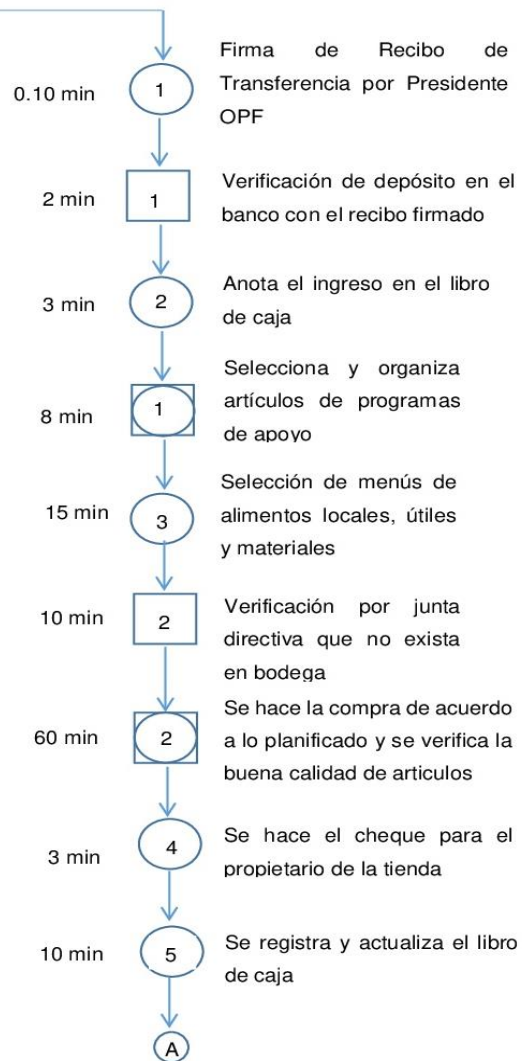 0.10 min
1
Firma de Recibo de
Transferencia por Presidente
OPF
2 min
1
Verificación de depósito en el
banco con el recibo firmado
3 min
2
Anota el ingreso en el libro
de caja
8 min
1
Selecciona y organiza
artículos de programas
de apoyo
15 min
3
Selección de menús de
alimentos locales, útiles
y materiales
10 min
2
Verificación por junta
directiva que no exista
en bodega
60 min
2
Se hace la compra de acuerdo
a lo planificado y se verifica la
buena calidad de articulos
3 min
4
Se hace el cheque para el
propietario de la tienda
10 min
5
Se registra y actualiza el libro
de caja
A